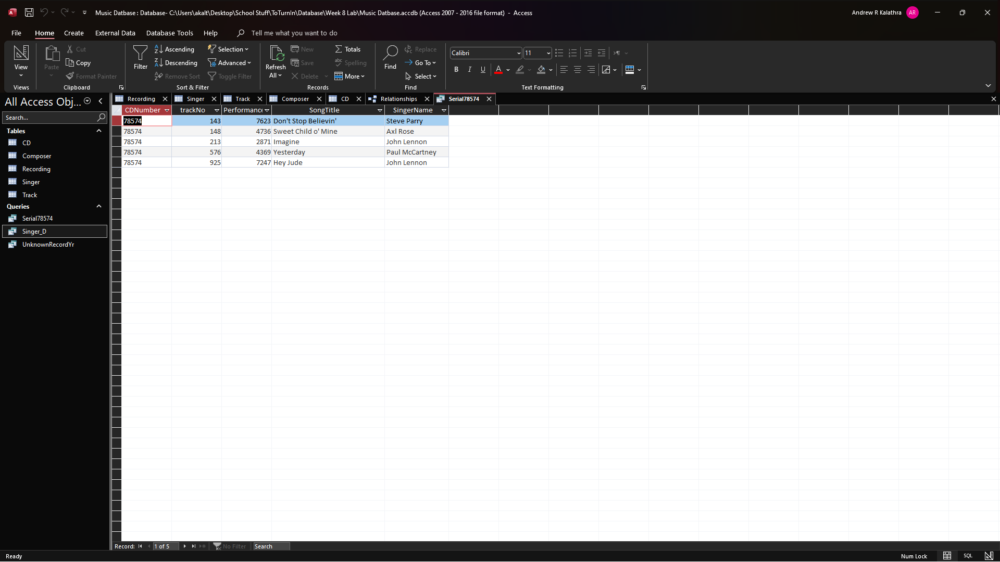 Music Datbase : Database- C:\Users\akalt\Desktop\School Stuff\ToTurnIn\Database\Week 8 Lab\Music Datbase.accdb (Access 2007 - 2016 file format)  -  Access
Andrew R Kalathra AR
File Home Create External Data Database Tools Help Tell me what you want to do
View
Views
Paste
Cut
Copy
Format Painter
Clipboard
Filter
Ascending
Descending
Remove Sort
Selection
Advanced
Toggle Filter
Sort & Filter
Refresh
All
New
Save
Delete
Totals
Spelling
More
Records
Find
Replace
Go To
Select
Find
Calibri 11
B I U A
Text Formatting
All Access Obj...
Search...
Tables
CD
Composer
Recording
Singer
Track
Queries
Serial78574
Singer_D
UnknownRecordYr
Recording Singer Track Composer CD Relationships Serial78574
CDNumber trackNo Performance SongTitle SingerName
78574 143 7623 Don't Stop Believin' Steve Parry
78574 148 4736 Sweet Child o' Mine Axl Rose
78574 213 2871 Imagine John Lennon
78574 576 4369 Yesterday Paul McCartney
78574 925 7247 Hey Jude John Lennon
Record: 1 of 5 No Filter Search
Ready Num Lock SQL